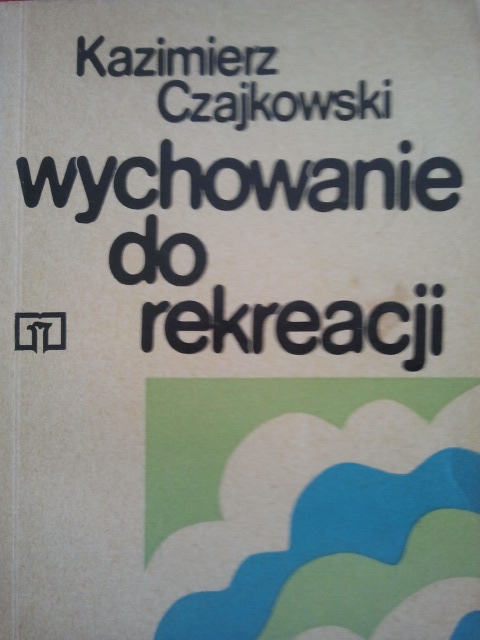 Kazimierz
Czajkowski
wychowanie
do
rekreacji